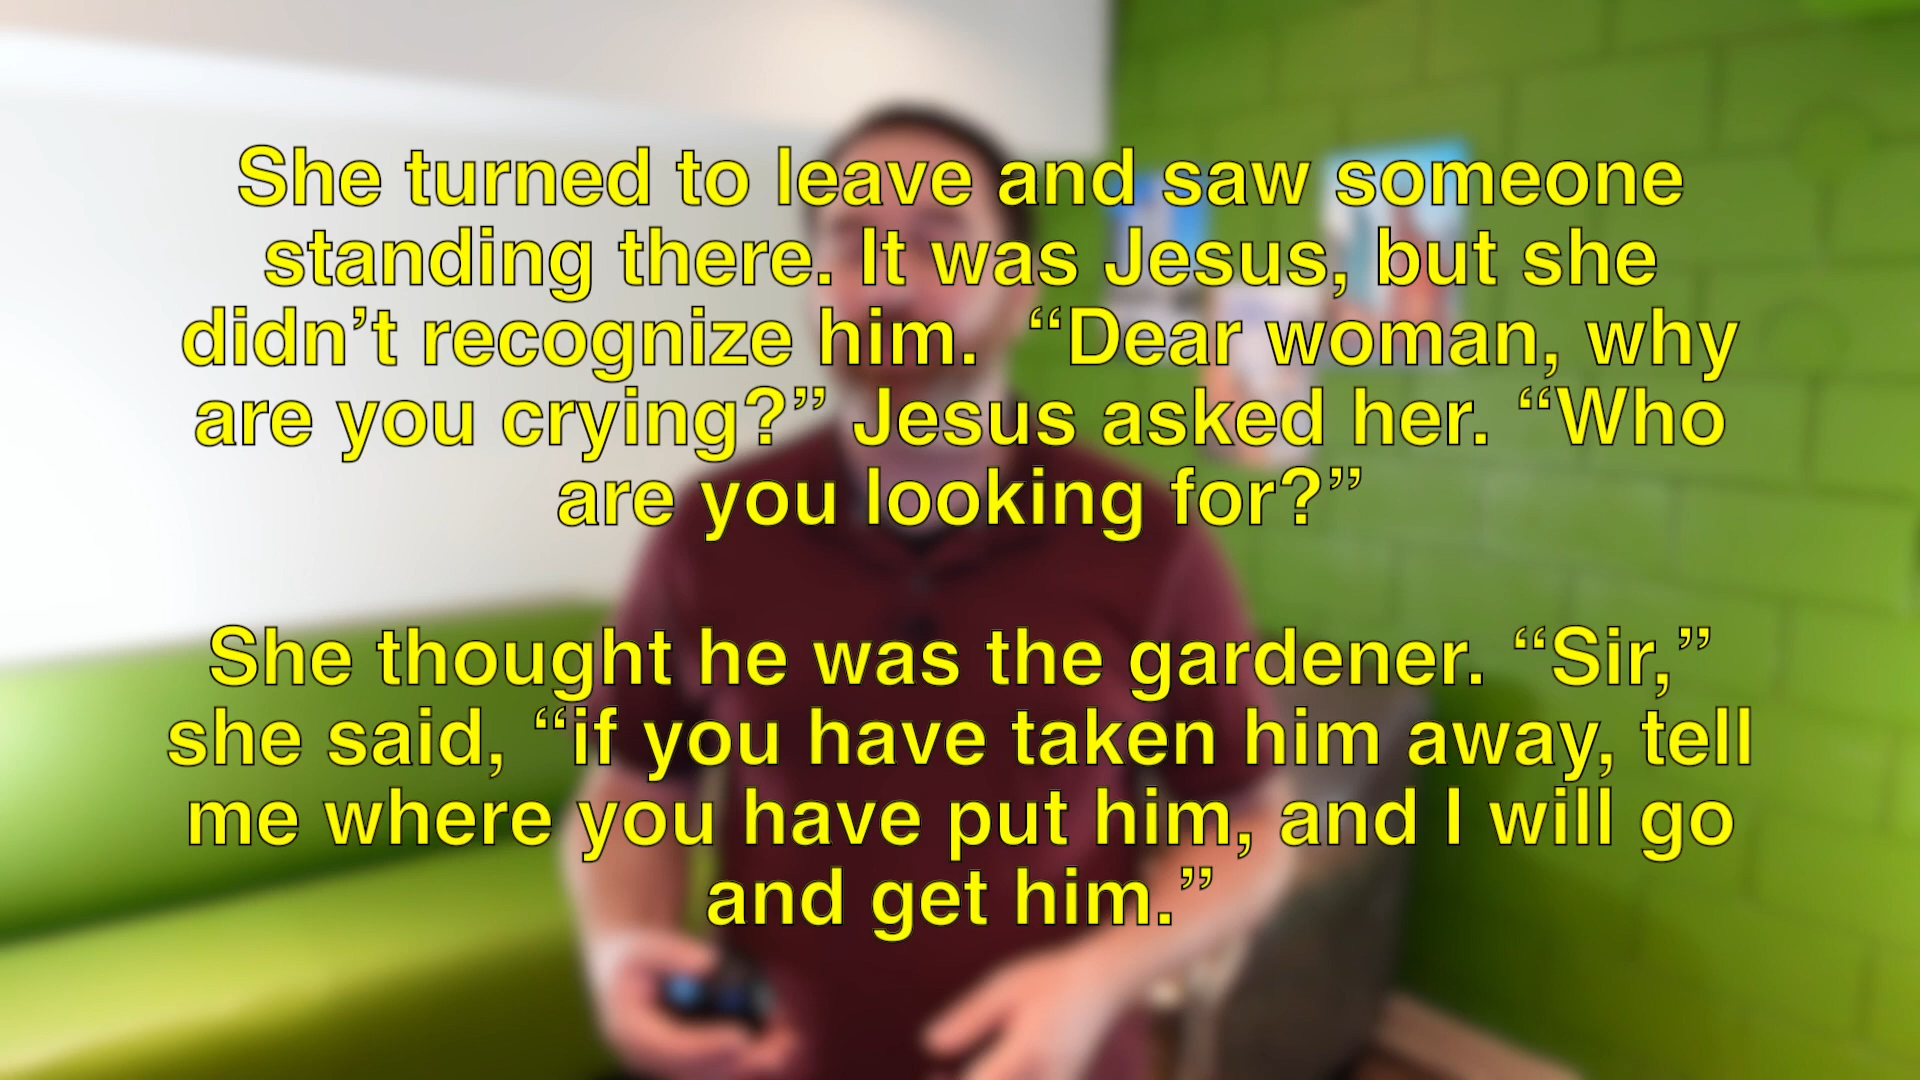 She turned to leave and saw someone
standing there. It was Jesus, but she
didn’t recognize him. “Dear woman, why
are you crying?” Jesus asked her. “Who
are you looking for?”
She thought he was the gardener. “Sir,”
she said, “if you have taken him away, tell
me where you have put him, and I will go
and get him.”